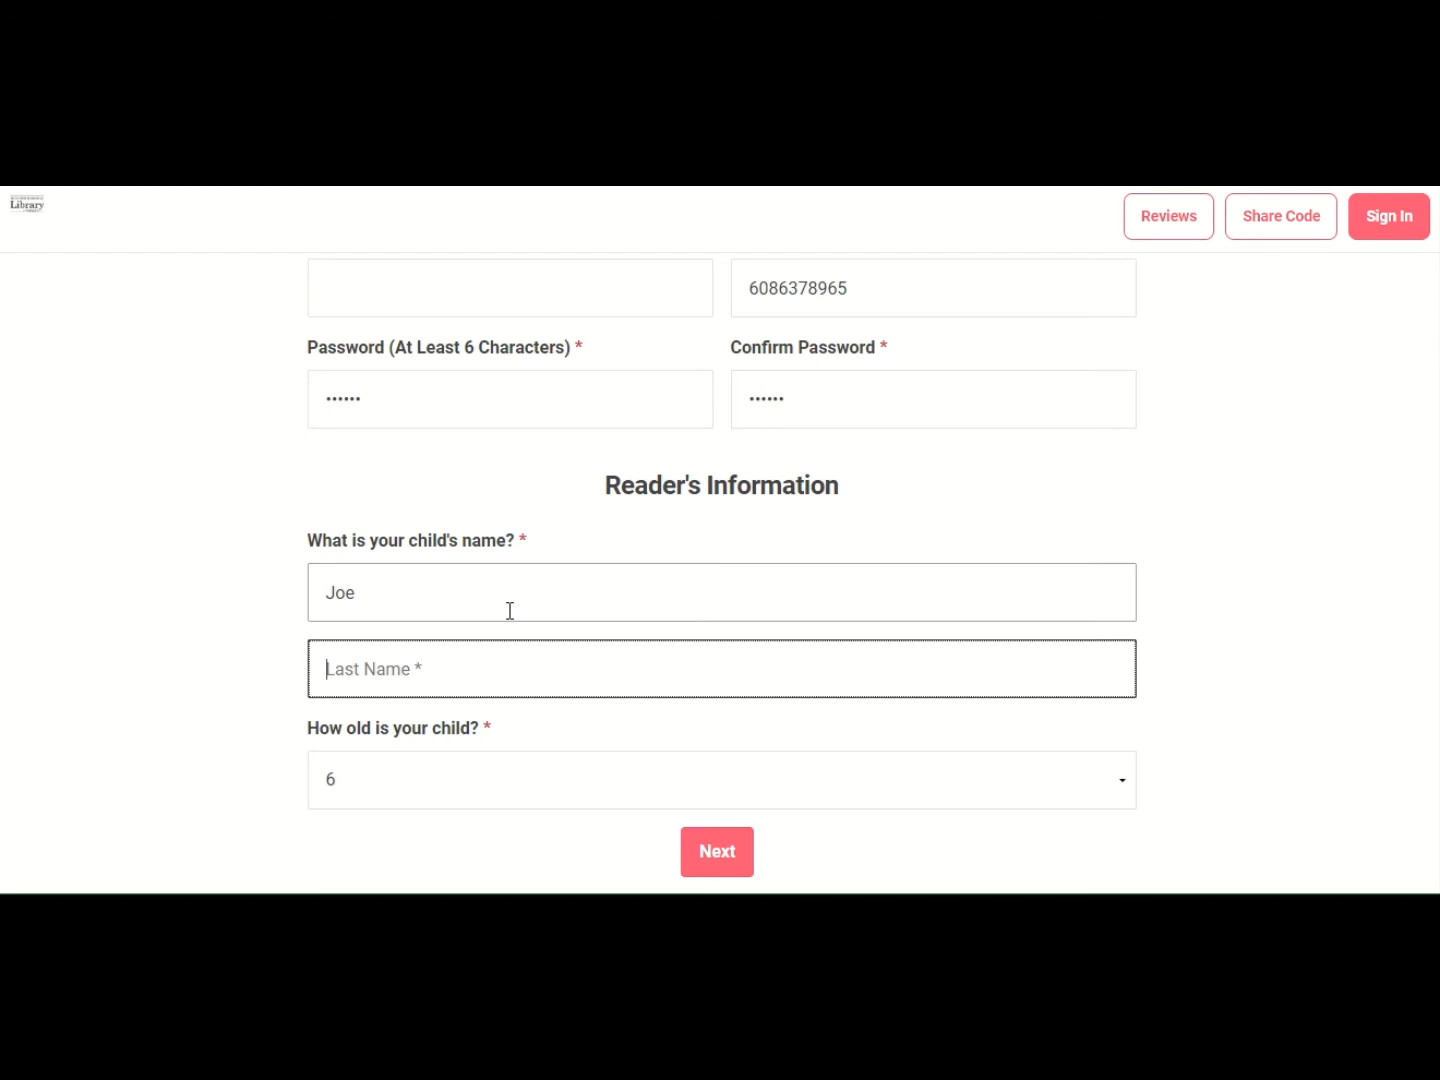 Library
Reviews
Share Code
Sign In
6086378965
Password (At Least 6 Characters) *
Confirm Password *
••••••
••••••
Reader's Information
What is your child's name? *
Joe
Last Name *
How old is your child? *
6
Next